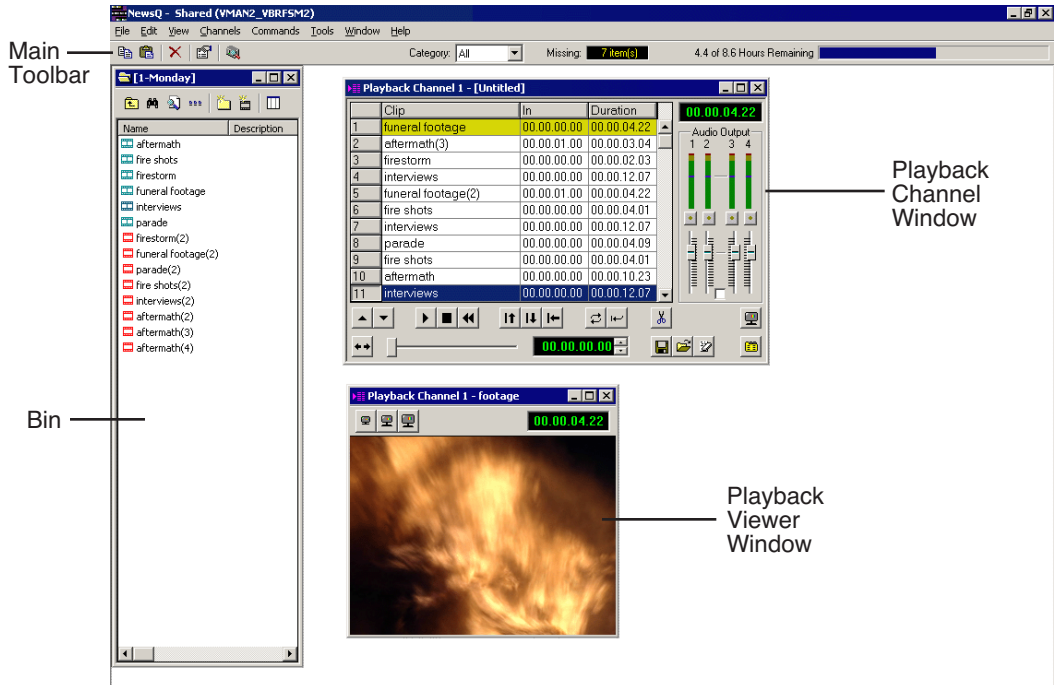 NewsQ - Shared (VMAN2_VBRFSM2)
File Edit View Channels Commands Tools Window Help
Category: All Missing: 7 item(s) 4.4 of 8.6 Hours Remaining
Main
Toolbar
[1-Monday]
Name Description
aftermath
fire shots
firestorm
funeral footage
interviews
parade
firestorm(2)
funeral footage(2)
parade(2)
fire shots(2)
interviews(2)
aftermath(2)
aftermath(3)
aftermath(4)
Bin
Playback Channel 1 - [Untitled]
Clip In Duration
1 funeral footage 00.00.00.00 00.00.04.22
2 aftermath(3) 00.00.01.00 00.00.03.04
3 firestorm 00.00.00.00 00.00.02.03
4 interviews 00.00.00.00 00.00.12.07
5 funeral footage(2) 00.00.01.00 00.00.04.22
6 fire shots 00.00.00.00 00.00.04.01
7 interviews 00.00.00.00 00.00.12.07
8 parade 00.00.00.00 00.00.04.09
9 fire shots 00.00.00.00 00.00.04.01
10 aftermath 00.00.00.00 00.00.10.23
11 interviews 00.00.00.00 00.00.12.07
00.00.04.22
Audio Output
1 2 3 4
00.00.00.00
Playback
Channel
Window
Playback Channel 1 - footage
00.00.04.22
Playback
Viewer
Window